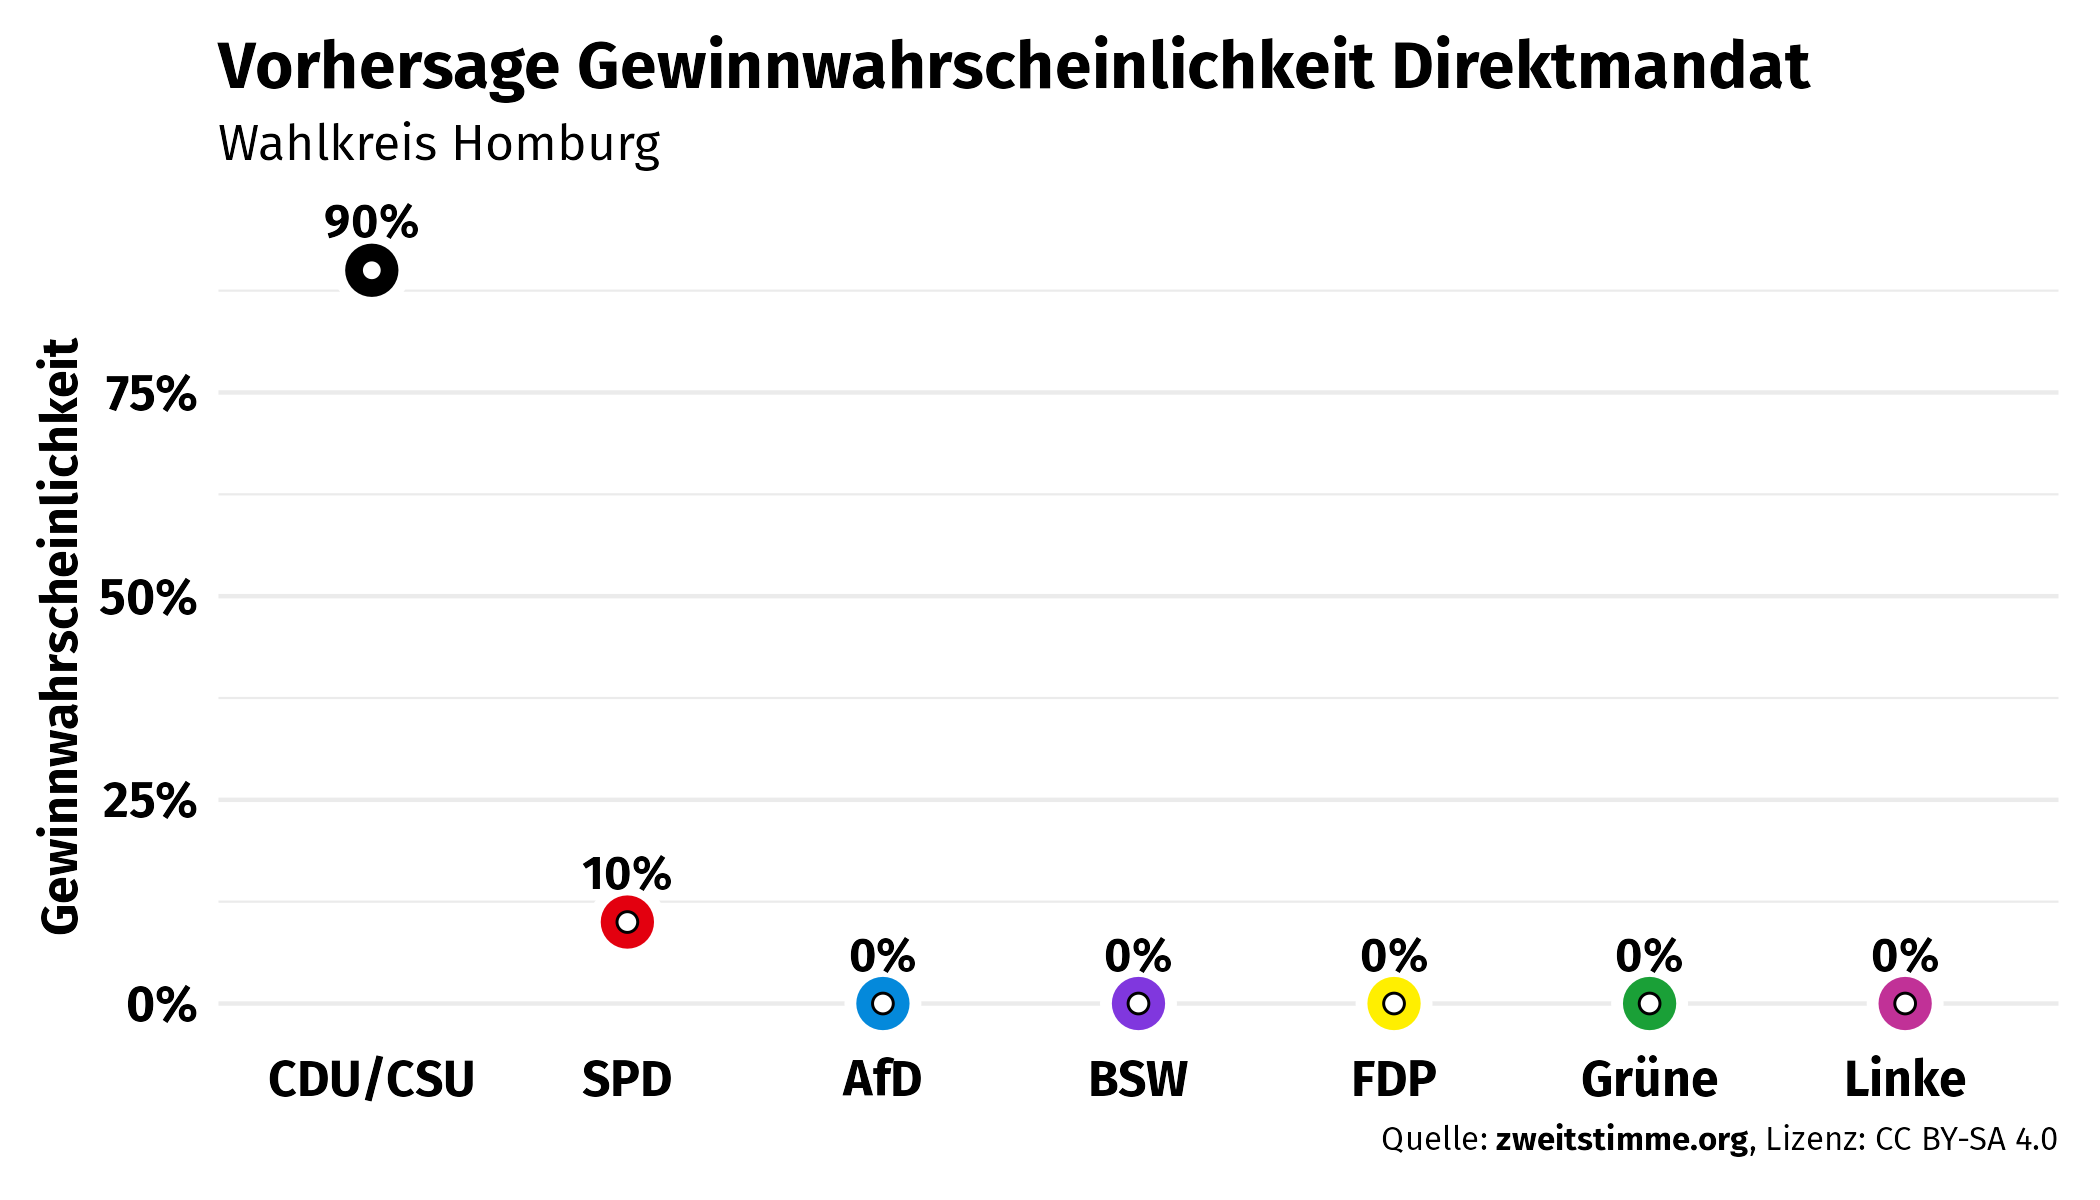 Vorhersage Gewinnwahrscheinlichkeit Direktmandat
Wahlkreis Homburg
Gewinnwahrscheinlichkeit
90%
75%
50%
25%
10%
0% 0% 0% 0% 0%
0%
CDU/CSU SPD AfD BSW FDP Grüne Linke
Quelle: zweitstimme.org, Lizenz: CC BY-SA 4.0